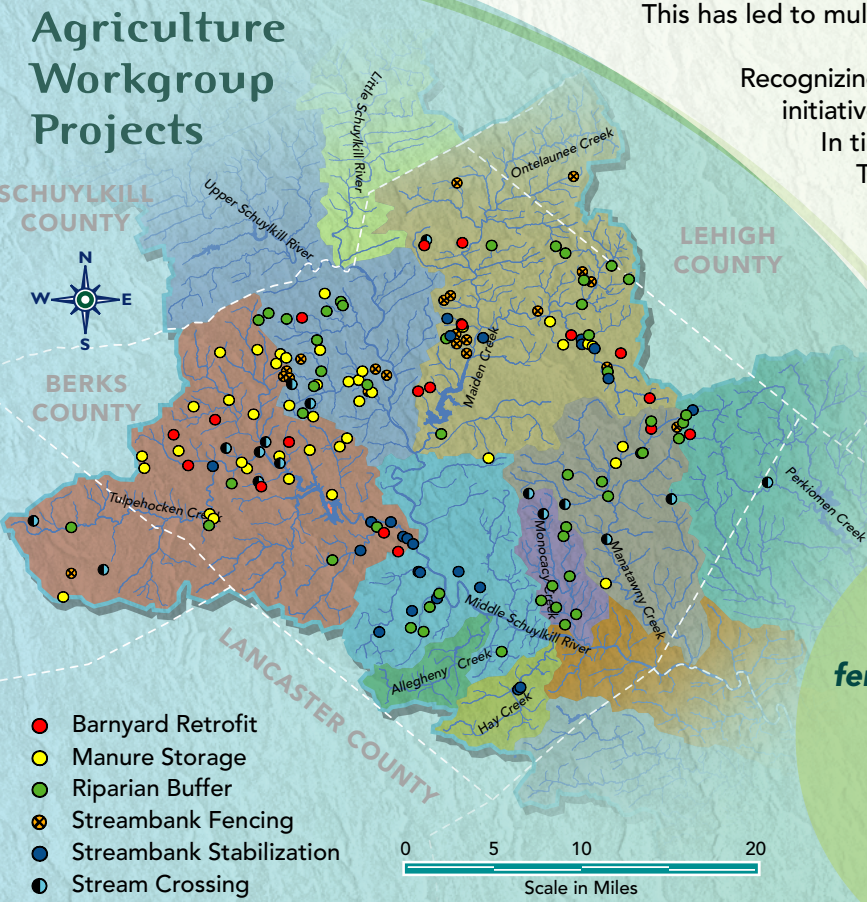 Agriculture
Workgroup
Projects
This has led to mul
Recognizin
initiativ
In ti
T
SCHUYLKILL
COUNTY
N
W
E
S
BERKS
COUNTY
LEHIGH
COUNTY
LANCASTER COUNTY
Little Schuylkill River
Upper Schuylkill River
Ontelaunee Creek
Maiden Creek
Tulpehocken Creek
Perkiomen Creek
Monocacy Creek
Manatawny Creek
Middle Schuylkill River
Allegheny Creek
Hay Creek
fer
Barnyard Retrofit
Manure Storage
Riparian Buffer
Streambank Fencing
Streambank Stabilization
Stream Crossing
0 5 10 20
Scale in Miles